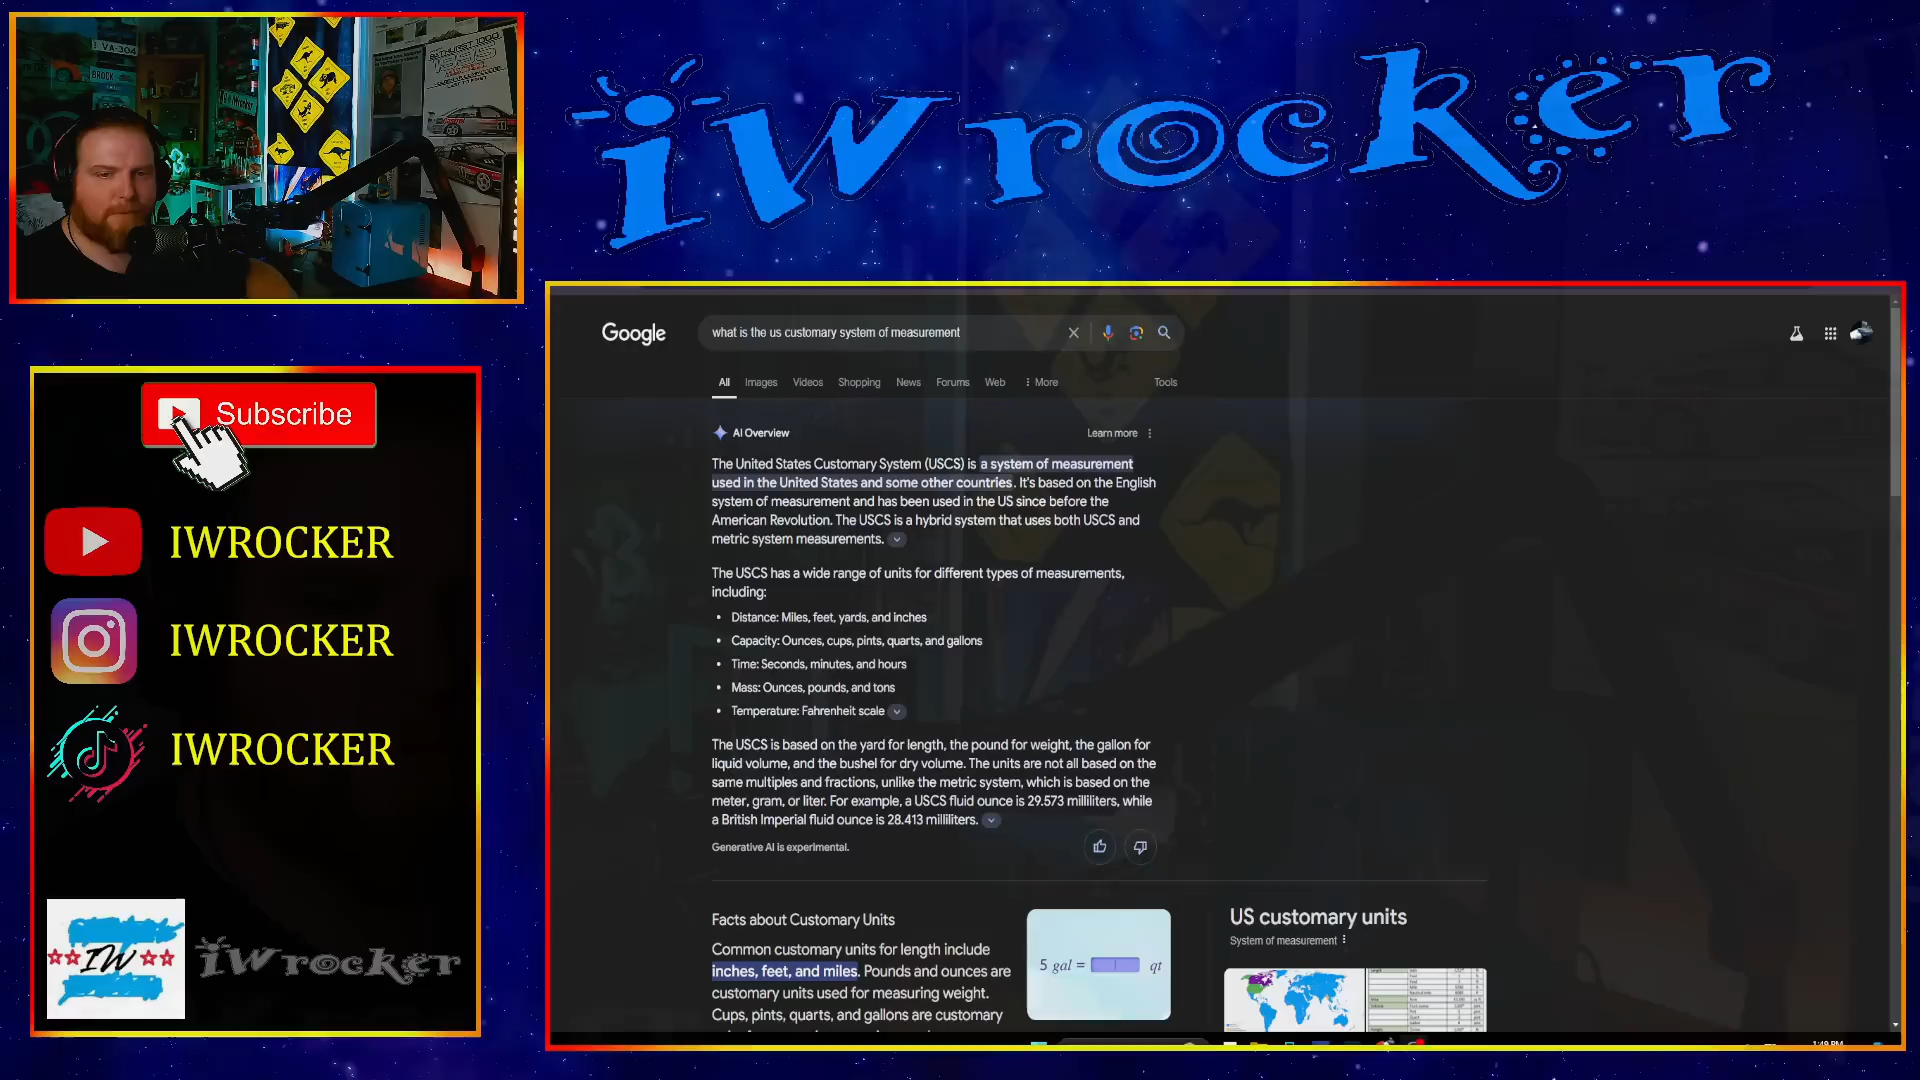 VA-304
BROCK
BATHURST 1000
iWrocker
Subscribe
IWROCKER
IWROCKER
IWROCKER
IW
iWrocker
Google
what is the us customary system of measurement
All
Images
Videos
Shopping
News
Forums
Web
More
Tools
AI Overview
Learn more
The United States Customary System (USCS) is a system of measurement
used in the United States and some other countries. It's based on the English
system of measurement and has been used in the US since before the
American Revolution. The USCS is a hybrid system that uses both USCS and
metric system measurements.
The USCS has a wide range of units for different types of measurements,
including:
• Distance: Miles, feet, yards, and inches
• Capacity: Ounces, cups, pints, quarts, and gallons
• Time: Seconds, minutes, and hours
• Mass: Ounces, pounds, and tons
• Temperature: Fahrenheit scale
The USCS is based on the yard for length, the pound for weight, the gallon for
liquid volume, and the bushel for dry volume. The units are not all based on the
same multiples and fractions, unlike the metric system, which is based on the
meter, gram, or liter. For example, a USCS fluid ounce is 29.573 milliliters, while
a British Imperial fluid ounce is 28.413 milliliters.
Generative AI is experimental.
Facts about Customary Units
Common customary units for length include
inches, feet, and miles. Pounds and ounces are
customary units used for measuring weight.
Cups, pints, quarts, and gallons are customary
5 gal = qt
US customary units
System of measurement
1:49 PM